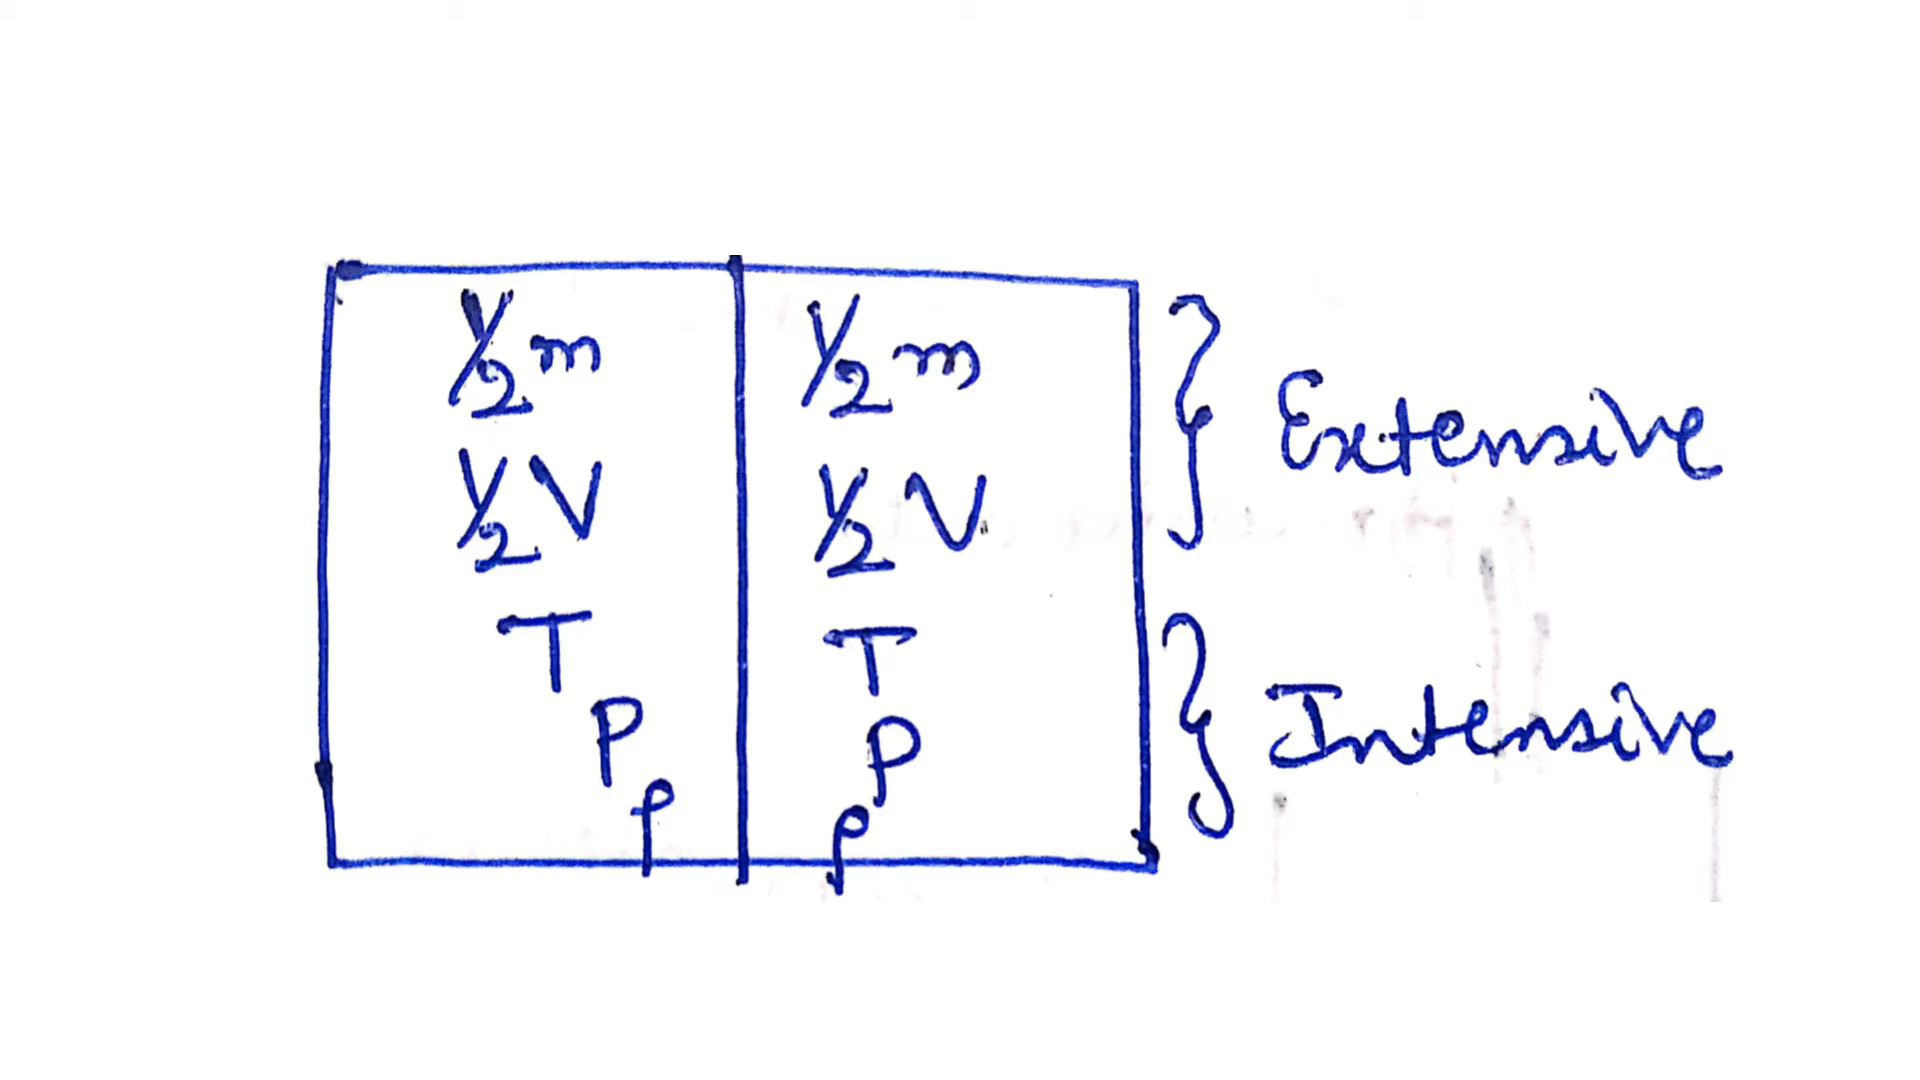 ½m ½m } Extensive
½V ½V
T T } Intensive
P P
ρ ρ